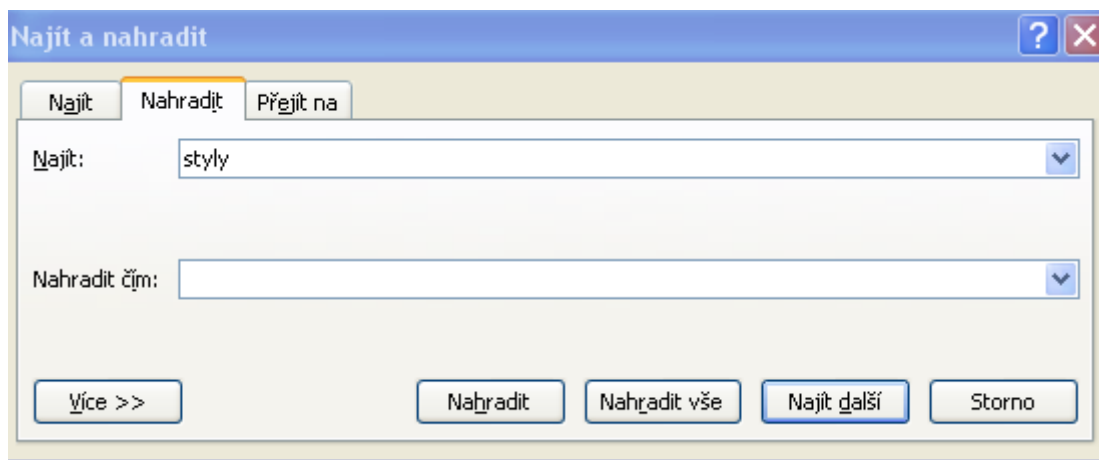 Najít a nahradit
Najít Nahradit Přejít na
Najít: styly
Nahradit čím:
Více >> Nahradit Nahradit vše Najít další Storno